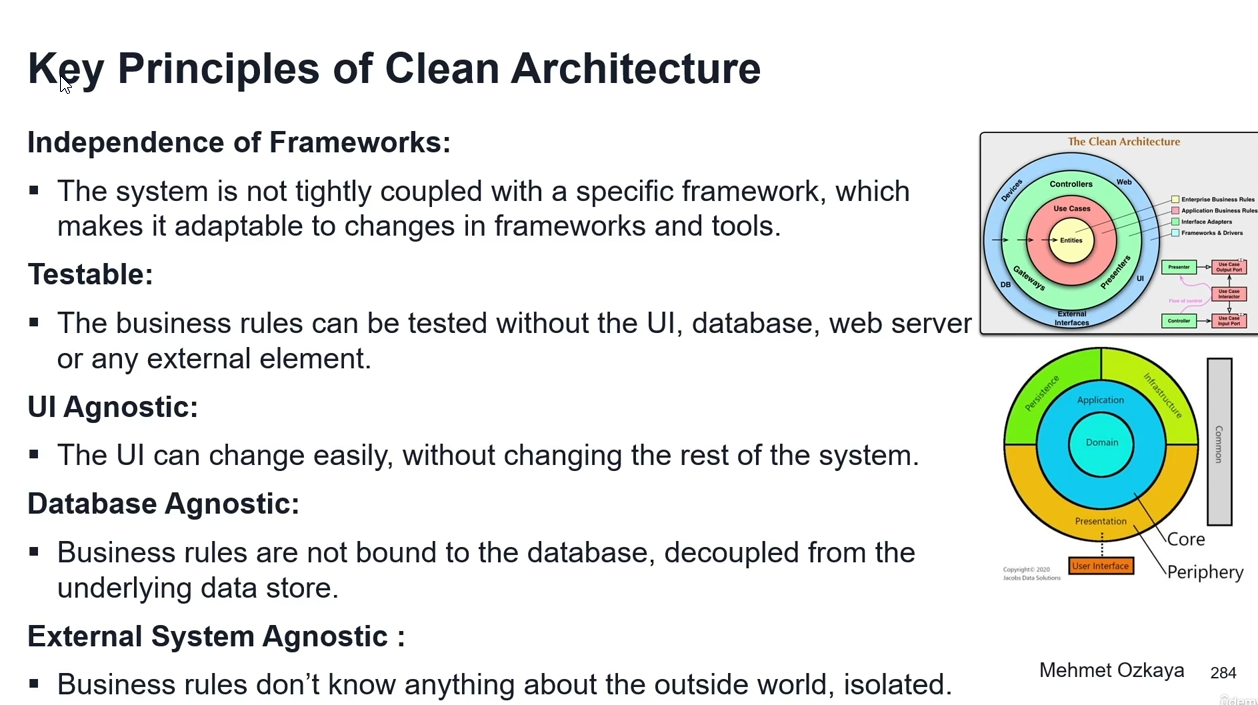 Key Principles of Clean Architecture
Independence of Frameworks:
▪ The system is not tightly coupled with a specific framework, which
makes it adaptable to changes in frameworks and tools.
Testable:
▪ The business rules can be tested without the UI, database, web server
or any external element.
UI Agnostic:
▪ The UI can change easily, without changing the rest of the system.
Database Agnostic:
▪ Business rules are not bound to the database, decoupled from the
underlying data store.
External System Agnostic :
▪ Business rules don’t know anything about the outside world, isolated.
The Clean Architecture
Devices
Controllers
Web
Use Cases
Entities
Gateways
Presenters
DB
UI
External
Interfaces
Enterprise Business Rules
Application Business Rules
Interface Adapters
Frameworks & Drivers
Presenter
Use Case
Output Port
Use Case
Interactor
Flow of control
Controller
Use Case
Input Port
Persistence
Infrastructure
Application
Domain
Common
Presentation
Core
User Interface
Periphery
Copyright© 2020
Jacobs Data Solutions
Mehmet Ozkaya
284